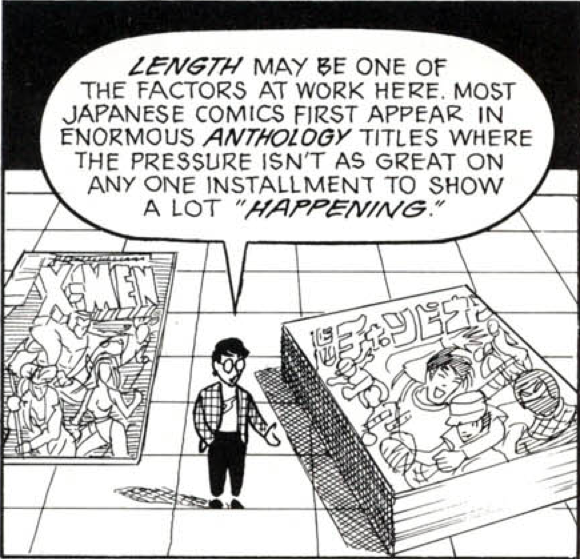 LENGTH MAY BE ONE OF
THE FACTORS AT WORK HERE. MOST
JAPANESE COMICS FIRST APPEAR IN
ENORMOUS ANTHOLOGY TITLES WHERE
THE PRESSURE ISN'T AS GREAT ON
ANY ONE INSTALLMENT TO SHOW
A LOT "HAPPENING."
X-MEN